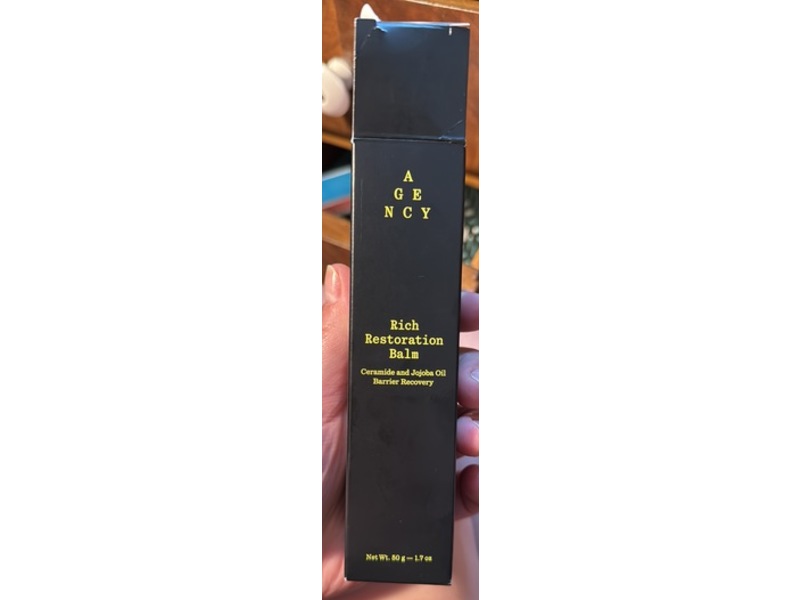 A
GE
NCY
Rich
Restoration
Balm
Ceramide and Jojoba Oil
Barrier Recovery
Net Wt. 50 g — 1.7 oz